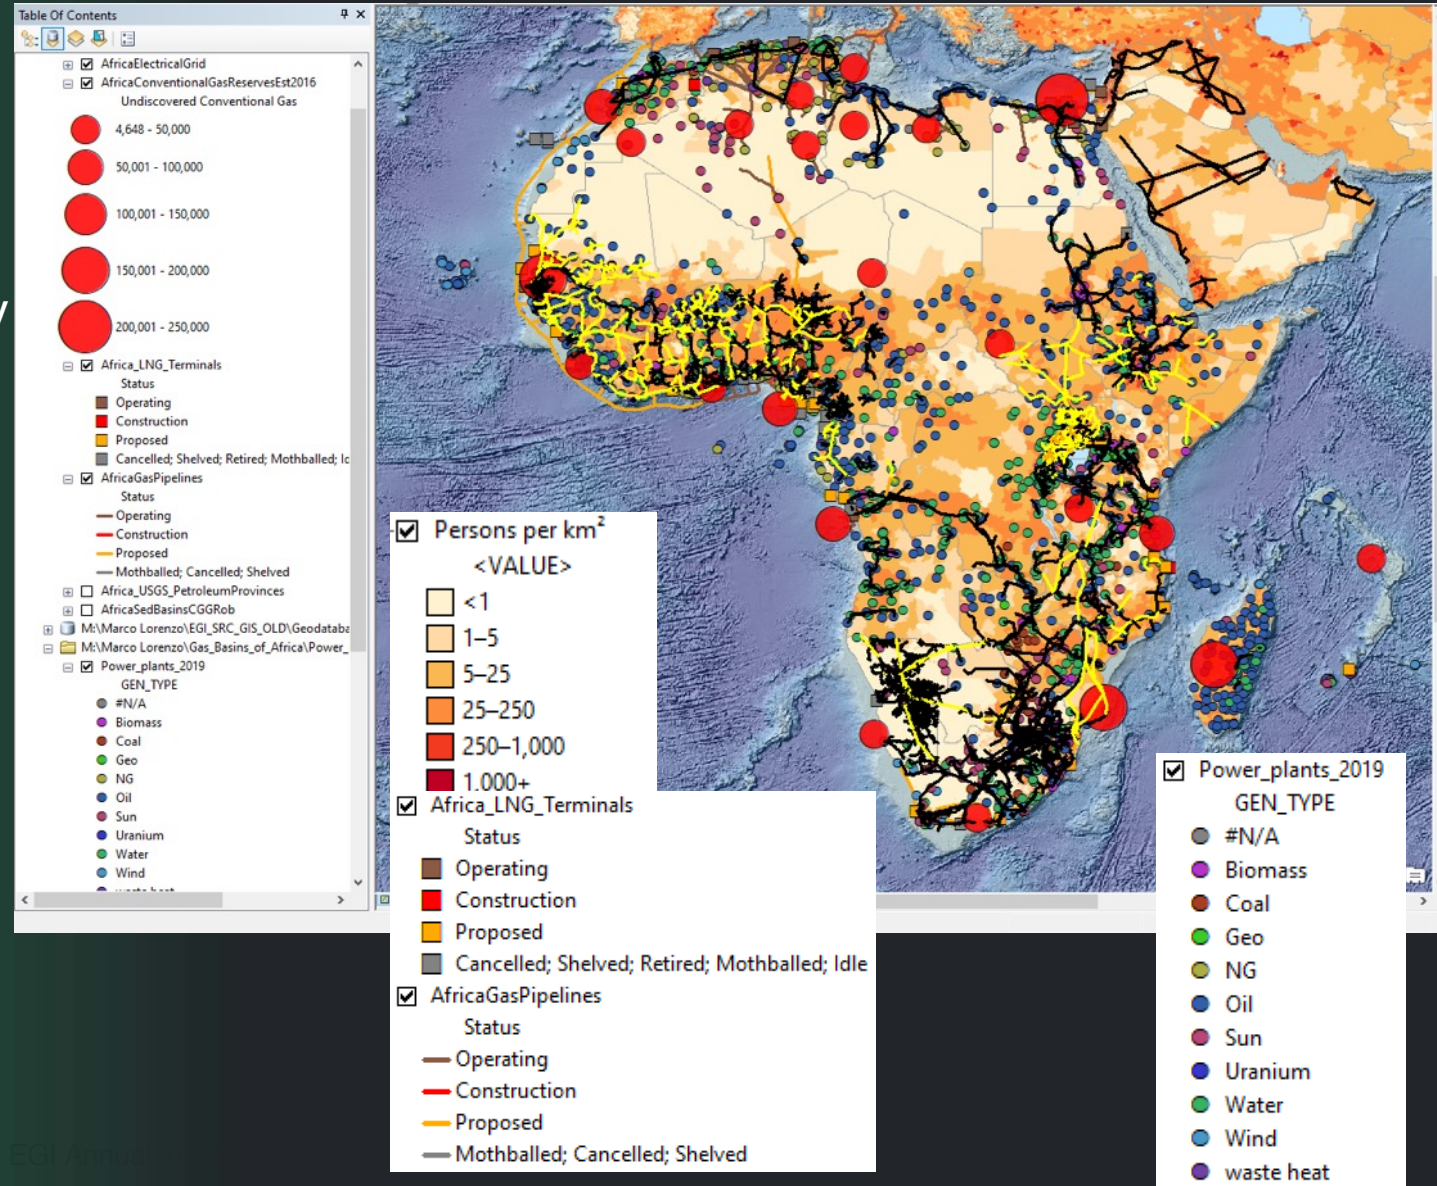 Table Of Contents
AfricaElectricalGrid
AfricaConventionalGasReservesEst2016
Undiscovered Conventional Gas
4,648 - 50,000
50,001 - 100,000
100,001 - 150,000
150,001 - 200,000
200,001 - 250,000
Africa_LNG_Terminals
Status
Operating
Construction
Proposed
Cancelled; Shelved; Retired; Mothballed; Ic
AfricaGasPipelines
Status
Operating
Construction
Proposed
Mothballed; Cancelled; Shelved
Africa_USGS_PetroleumProvinces
AfricaSedBasinsCGGRob
M:\Marco Lorenzo\EGI_SRC_GIS_OLD\Geodataba
M:\Marco Lorenzo\Gas_Basins_of_Africa\Power_
Power_plants_2019
GEN_TYPE
#N/A
Biomass
Coal
Geo
NG
Oil
Sun
Uranium
Water
Wind
waste heat
y
Persons per km²
<VALUE>
<1
1–5
5–25
25–250
250–1,000
1.000+
Africa_LNG_Terminals
Status
Operating
Construction
Proposed
Cancelled; Shelved; Retired; Mothballed; Idle
AfricaGasPipelines
Status
Operating
Construction
Proposed
Mothballed; Cancelled; Shelved
Power_plants_2019
GEN_TYPE
#N/A
Biomass
Coal
Geo
NG
Oil
Sun
Uranium
Water
Wind
waste heat
EGI Annual